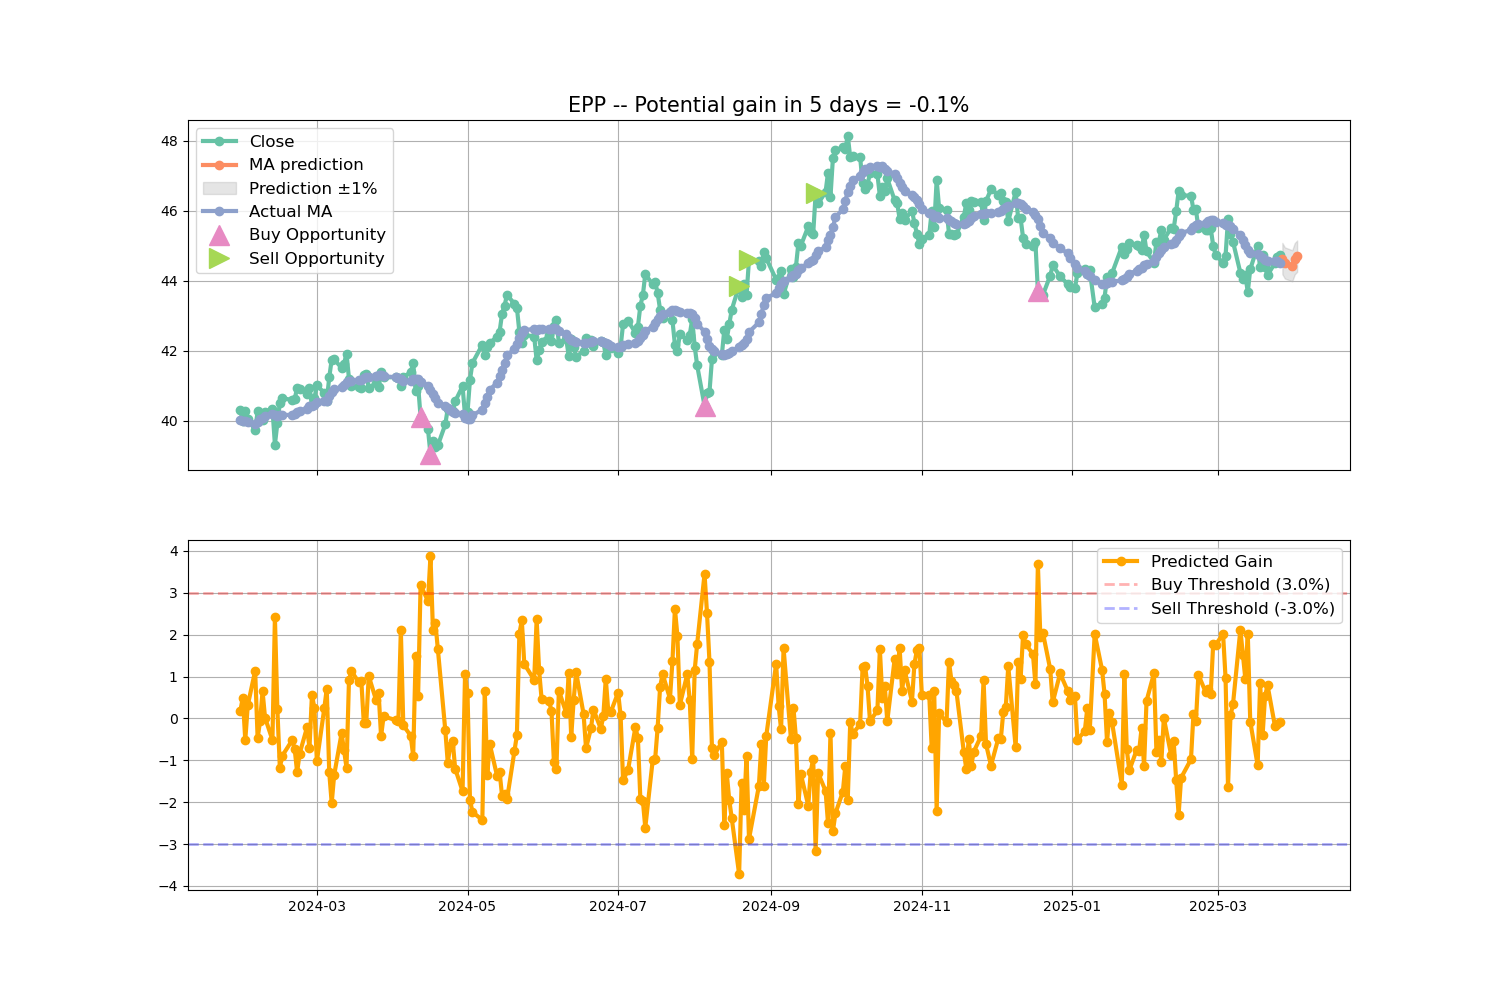 EPP -- Potential gain in 5 days = -0.1%
48
46
44
42
40
Close
MA prediction
Prediction ±1%
Actual MA
Buy Opportunity
Sell Opportunity
4
3
2
1
0
−1
−2
−3
−4
Predicted Gain
Buy Threshold (3.0%)
Sell Threshold (-3.0%)
2024-03
2024-05
2024-07
2024-09
2024-11
2025-01
2025-03